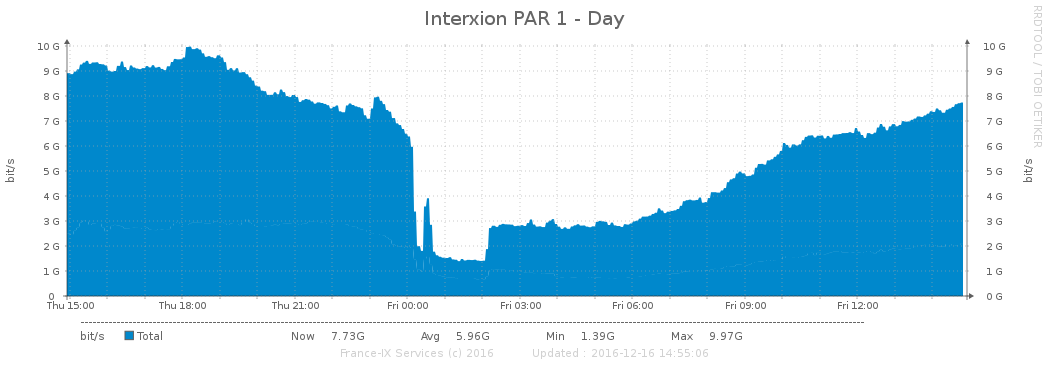 Interxion PAR 1 - Day
RRDTOOL / TOBI OETIKER
bit/s
10 G 10 G
9 G 9 G
8 G 8 G
7 G 7 G
6 G 6 G
5 G 5 G
4 G 4 G
3 G 3 G
2 G 2 G
1 G 1 G
0 0 G
bit/s
Thu 15:00 Thu 18:00 Thu 21:00 Fri 00:00 Fri 03:00 Fri 06:00 Fri 09:00 Fri 12:00
bit/s Total Now 7.73G Avg 5.96G Min 1.39G Max 9.97G
France-IX Services (c) 2016 Updated : 2016-12-16 14:55:06